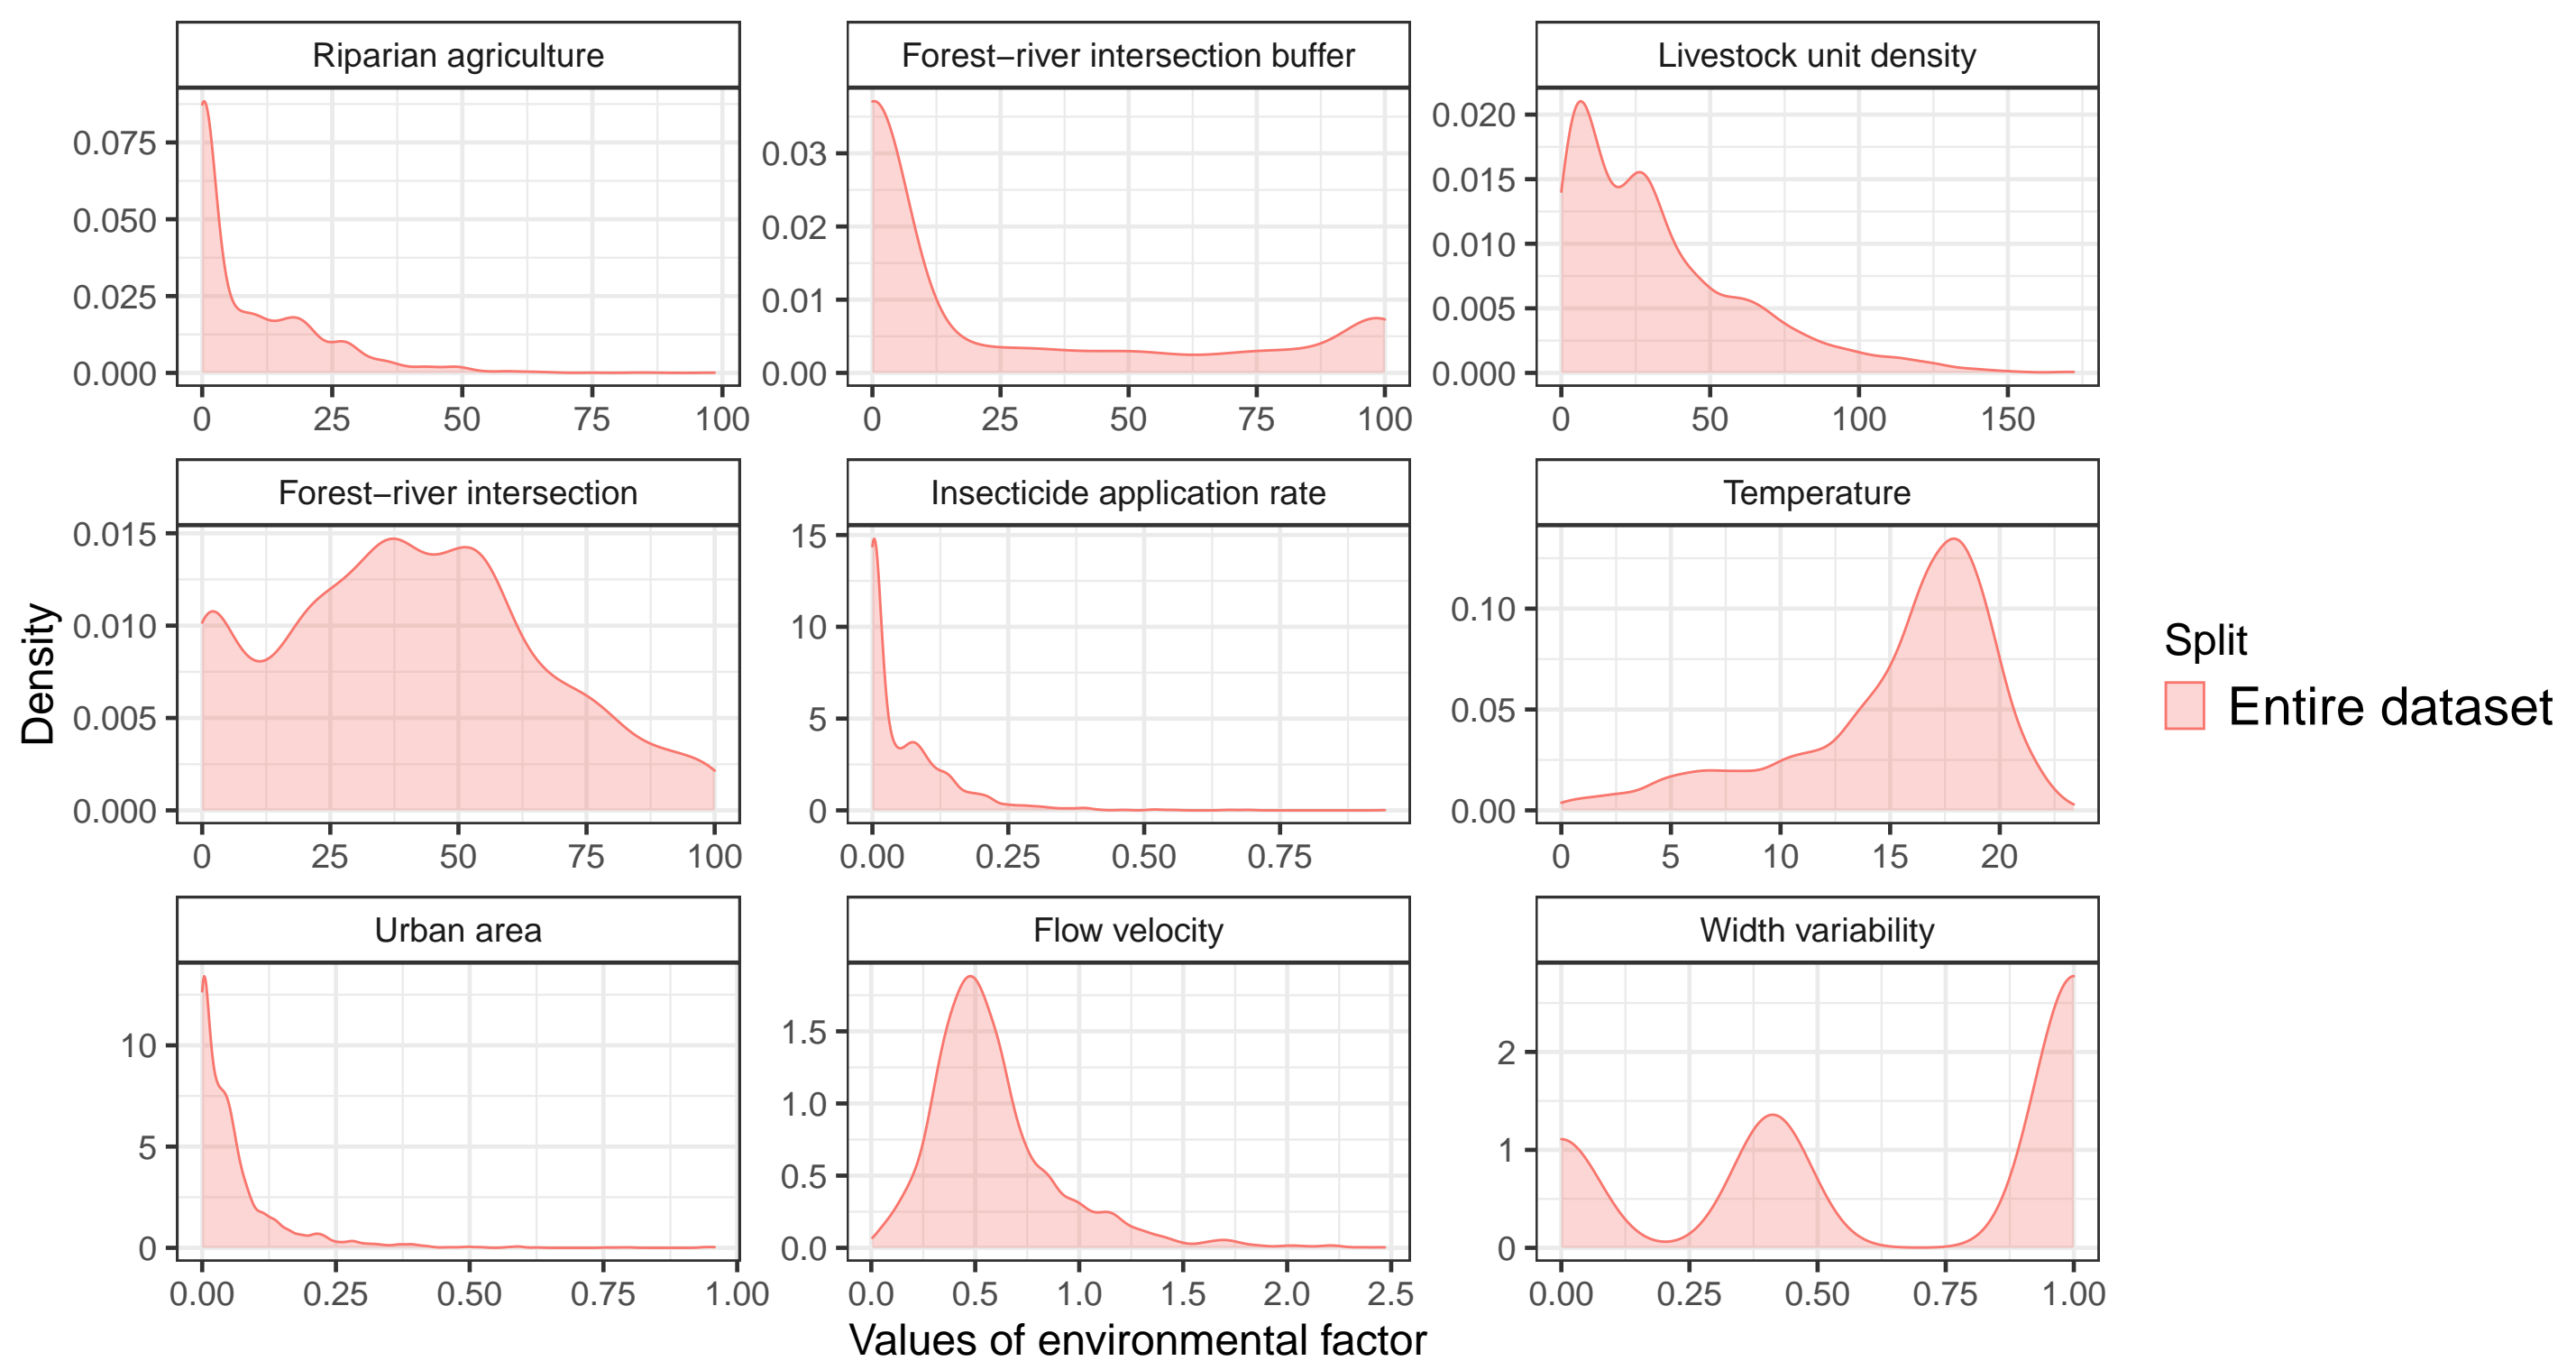 Riparian agriculture
Forest–river intersection buffer
Livestock unit density
0.075
0.050
0.025
0.000
0 25 50 75 100
0.03
0.02
0.01
0.00
0 25 50 75 100
0.020
0.015
0.010
0.005
0.000
0 50 100 150
Forest–river intersection
Insecticide application rate
Temperature
0.015
0.010
0.005
0.000
0 25 50 75 100
15
10
5
0
0.00 0.25 0.50 0.75
0.10
0.05
0.00
0 5 10 15 20
Urban area
Flow velocity
Width variability
10
5
0
0.00 0.25 0.50 0.75 1.00
1.5
1.0
0.5
0.0
0.0 0.5 1.0 1.5 2.0 2.5
2
1
0
0.00 0.25 0.50 0.75 1.00
Density
Values of environmental factor
Split
Entire dataset